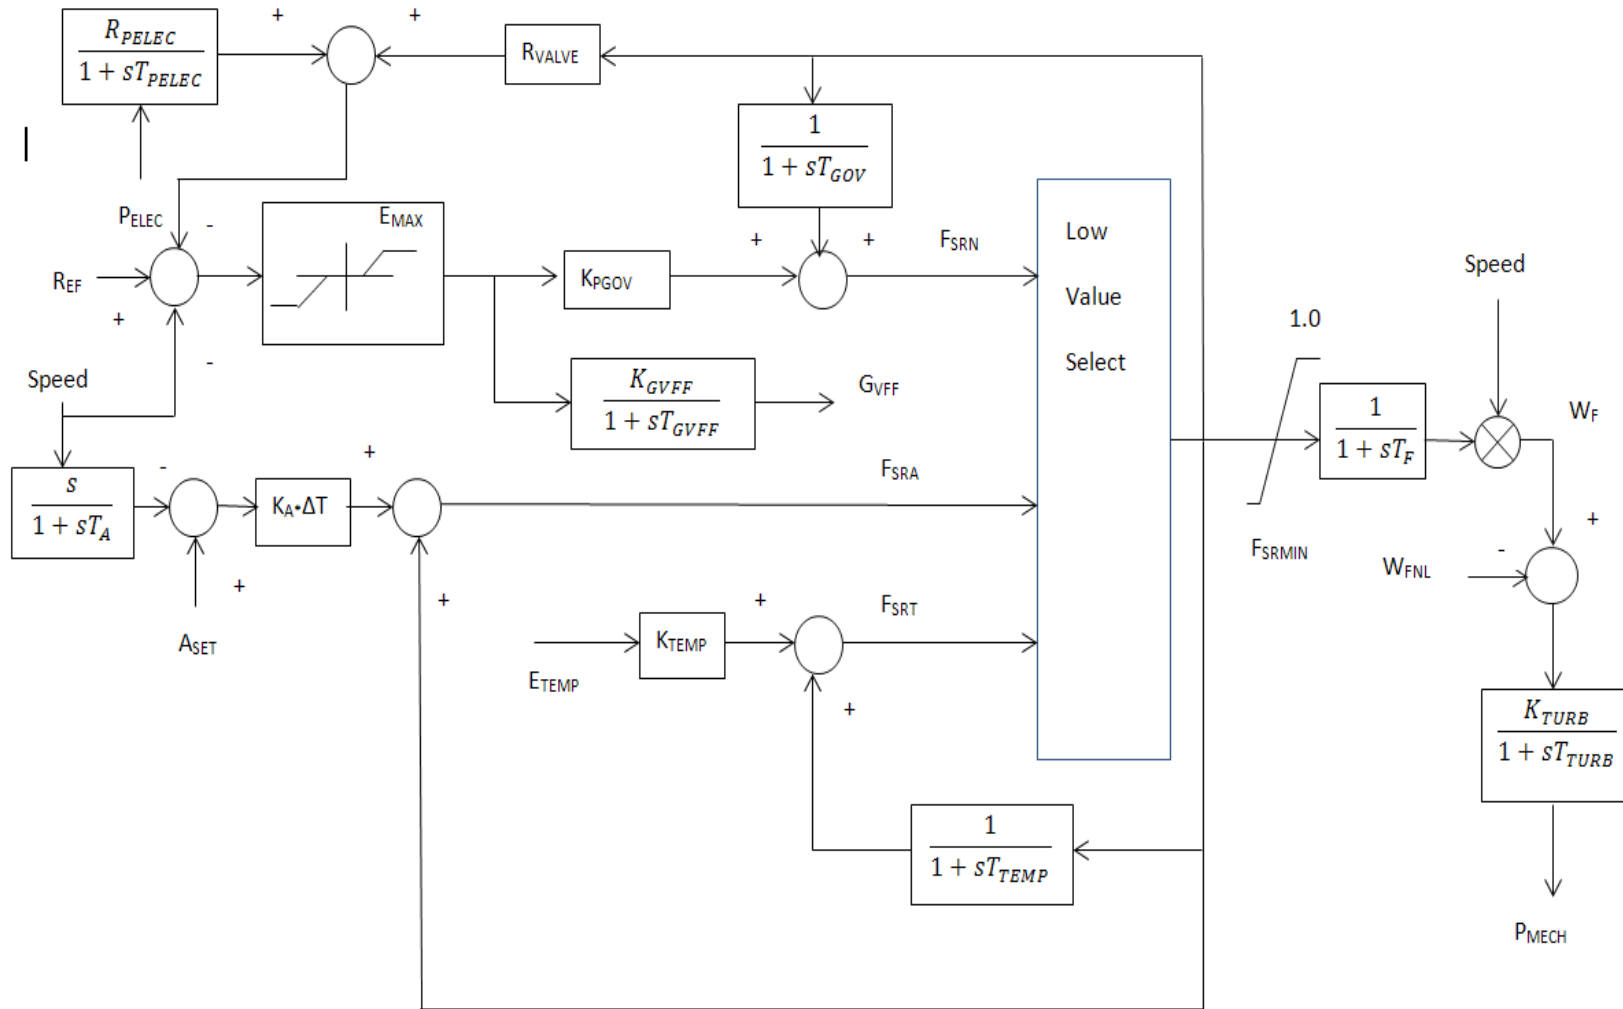 +
+
R_PELEC
1 + sT_PELEC
R_VALVE
1
1 + sT_GOV
P_ELEC
-
E_MAX
+
+
F_SRN
Low
Value
Select
R_EF
+
K_PGOV
Speed
1.0
-
Speed
K_GVFF
1 + sT_GVFF
G_VFF
1
1 + sT_F
W_F
-
+
F_SRA
s
1 + sT_A
K_A*ΔT
+
+
A_SET
+
F_SRMIN
-
+
W_FNL
K_TEMP
+
F_SRT
E_TEMP
+
K_TURB
1 + sT_TURB
1
1 + sT_TEMP
P_MECH